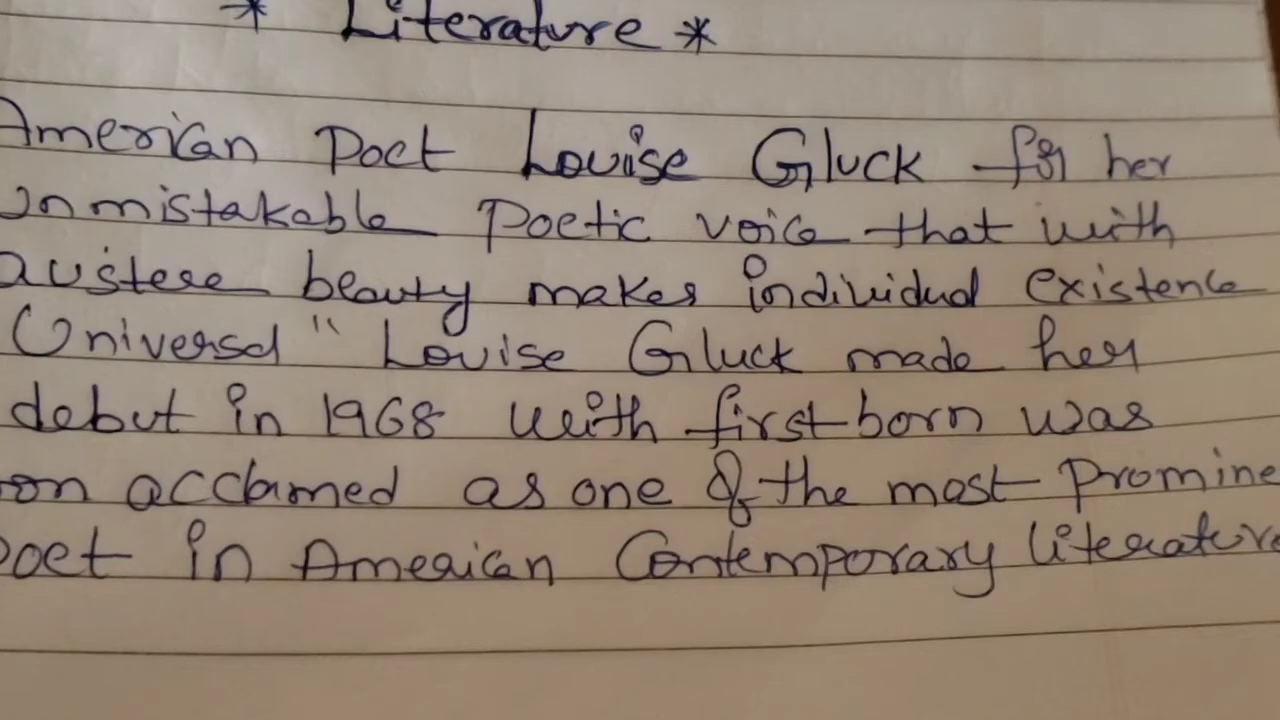 * Literature *
American Poet Louise Gluck for her
Unmistakable Poetic voice that with
austere beauty makes individual existence
Universal " Louise Gluck made her
debut in 1968 with first born was
on acclamed as one of the most Promine
Poet in American Contemporary literature